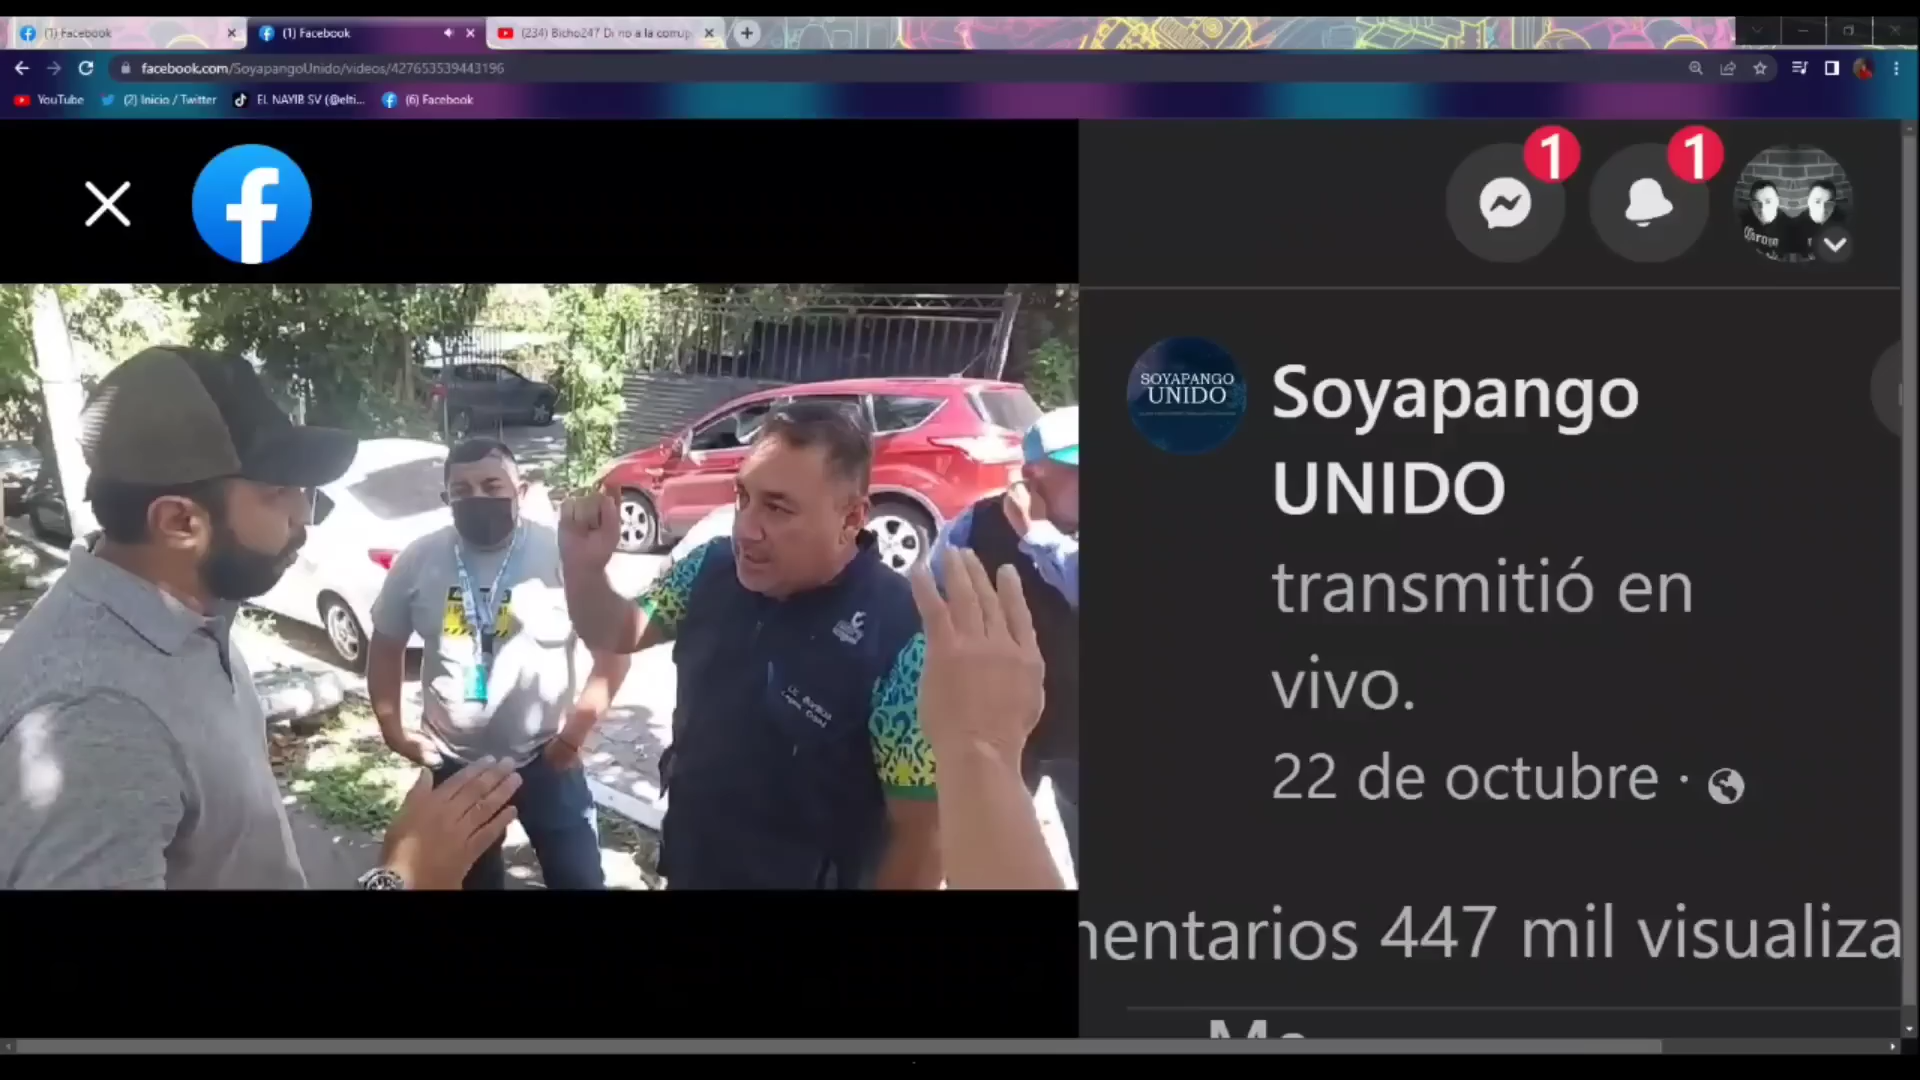 (1) Facebook
(1) Facebook
(234) Bicho247 Di no a la corrup
facebook.com/SoyapangoUnido/videos/427653539443196
YouTube
(2) Inicio / Twitter
EL NAYIB SV (@elti...
(6) Facebook
1
1
SOYAPANGO
UNIDO
Soyapango
UNIDO
transmitió en
vivo.
22 de octubre ·
nentarios 447 mil visualiza